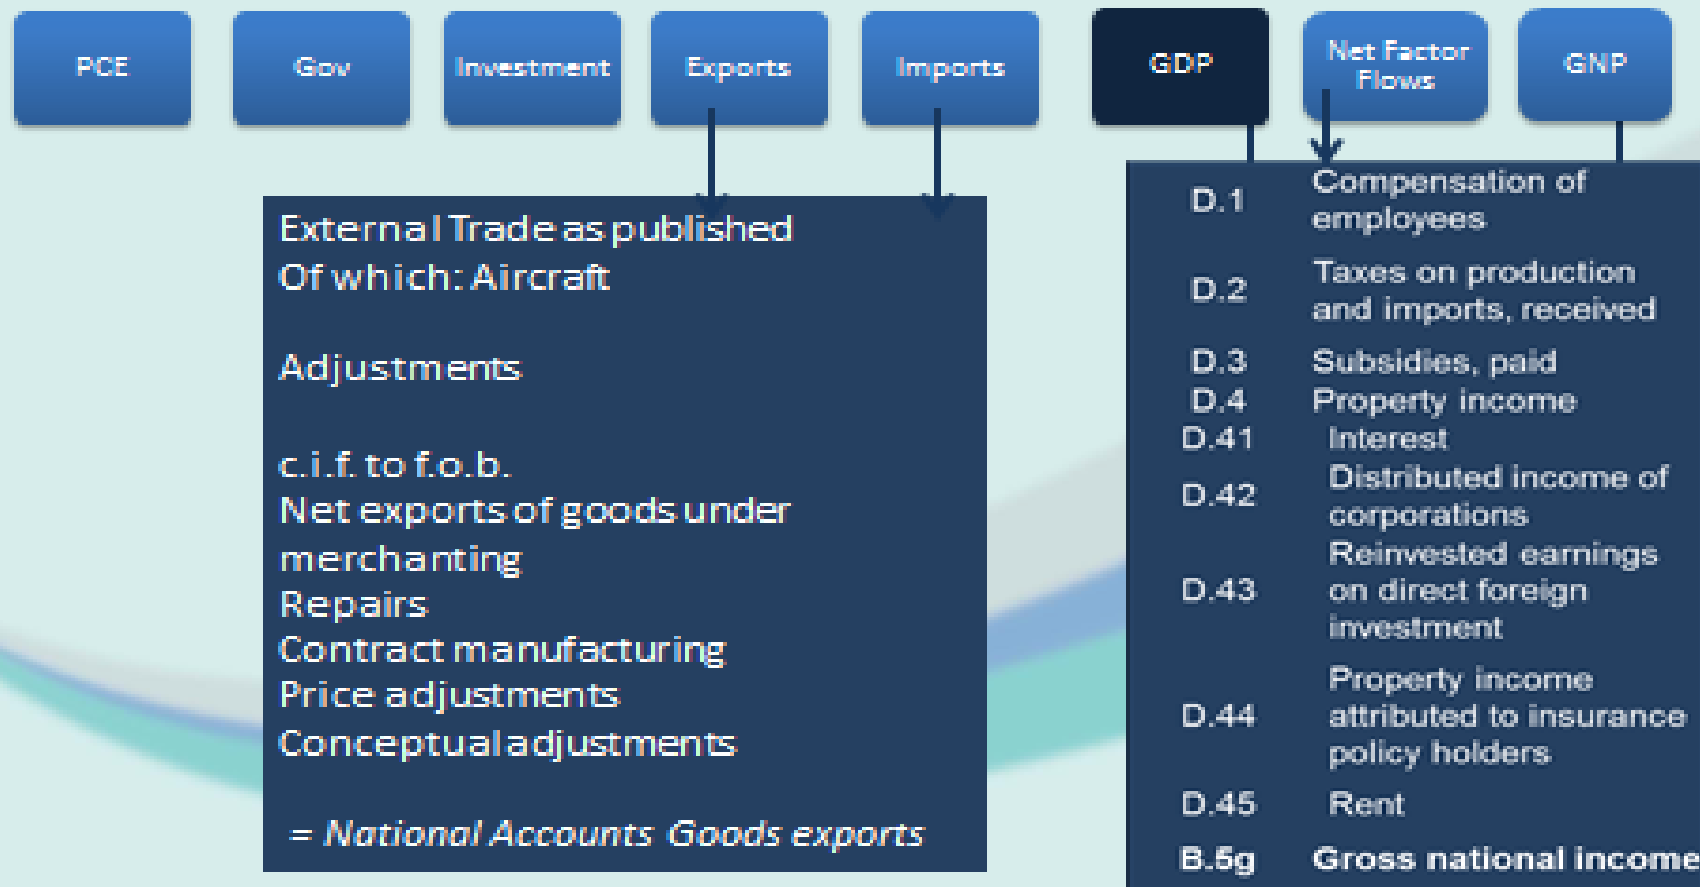 PCE
Gov
Investment
Exports
Imports
GDP
Net Factor
Flows
GNP
External Trade as published
Of which: Aircraft
Adjustments
c.i.f. to f.o.b.
Net exports of goods under
merchanting
Repairs
Contract manufacturing
Price adjustments
Conceptual adjustments
= National Accounts Goods exports
D.1 Compensation of
employees
D.2 Taxes on production
and imports, received
D.3 Subsidies, paid
D.4 Property income
D.41 Interest
D.42 Distributed income of
corporations
D.43 Reinvested earnings
on direct foreign
investment
D.44 Property income
attributed to insurance
policy holders
D.45 Rent
B.5g Gross national income